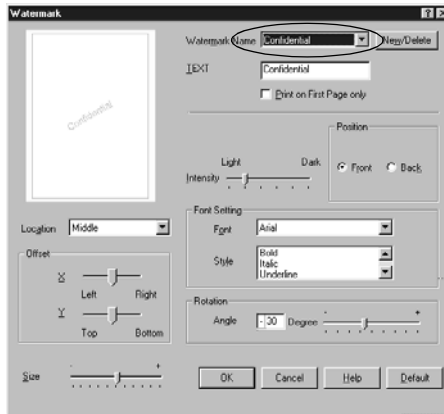 Watermark
Watermark Name Confidential New/Delete
TEXT Confidential
Print on First Page only
Confidential
Position
Front Back
Light Dark
Intensity
Location Middle
Font Setting
Font Arial
Style Bold
Italic
Underline
Offset
X
Left Right
Y
Top Bottom
Rotation
Angle -30 Degree - +
Size - +
OK Cancel Help Default